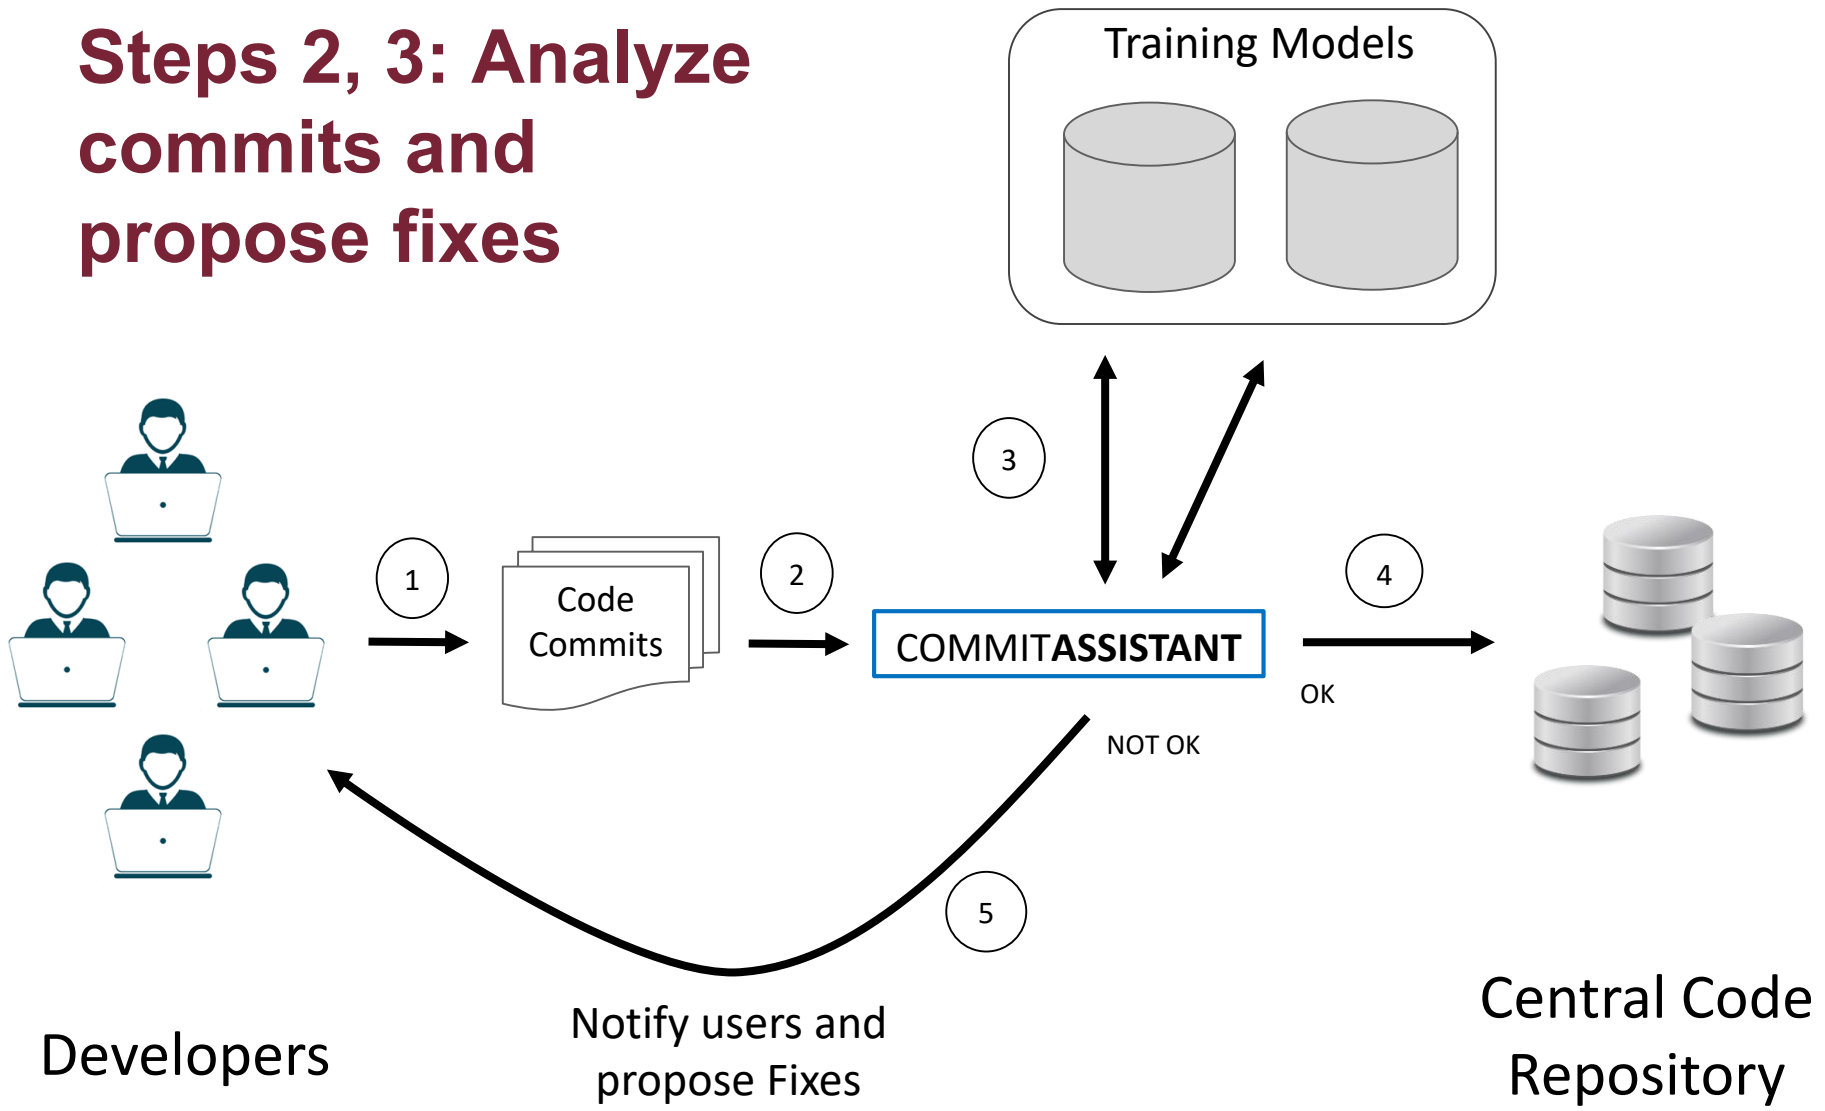 Steps 2, 3: Analyze
commits and
propose fixes
Training Models
3
1
2
4
Code
Commits
COMMITASSISTANT
OK
NOT OK
5
Notify users and
propose Fixes
Developers
Central Code
Repository